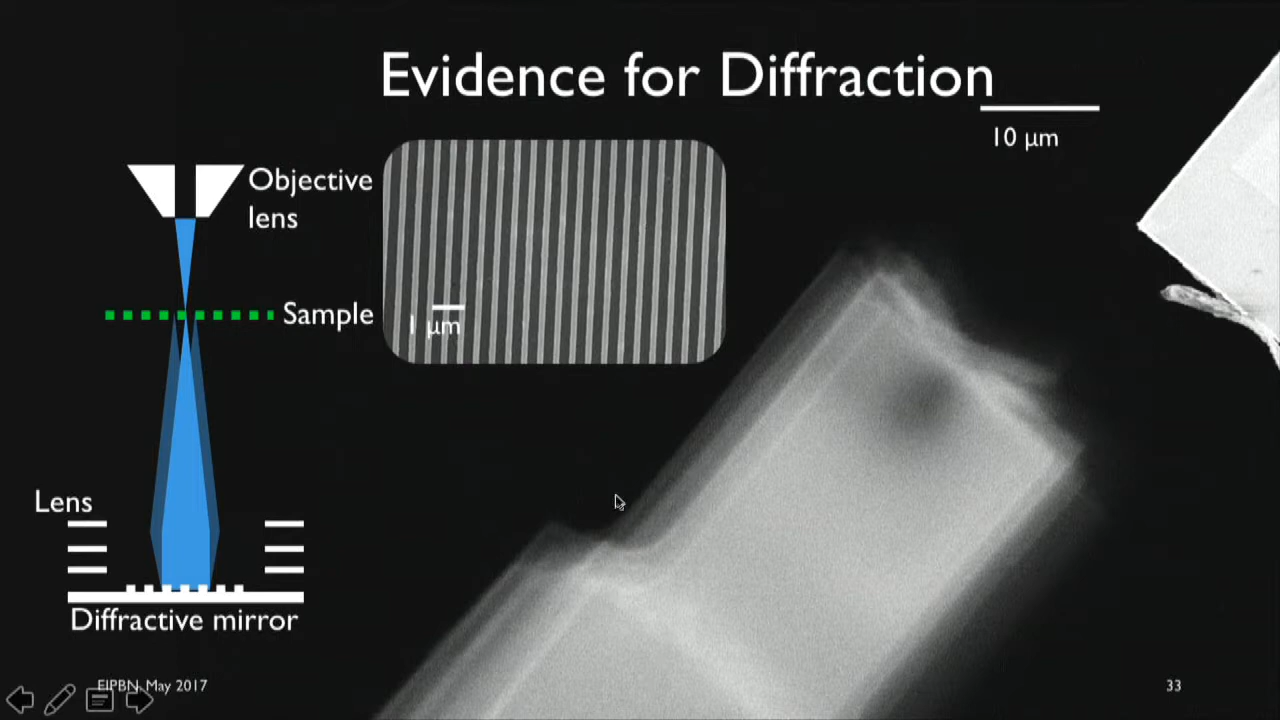 Evidence for Diffraction
10 µm
Objective
lens
1 µm
Sample
Lens
Diffractive mirror
EIPBN, May 2017
33